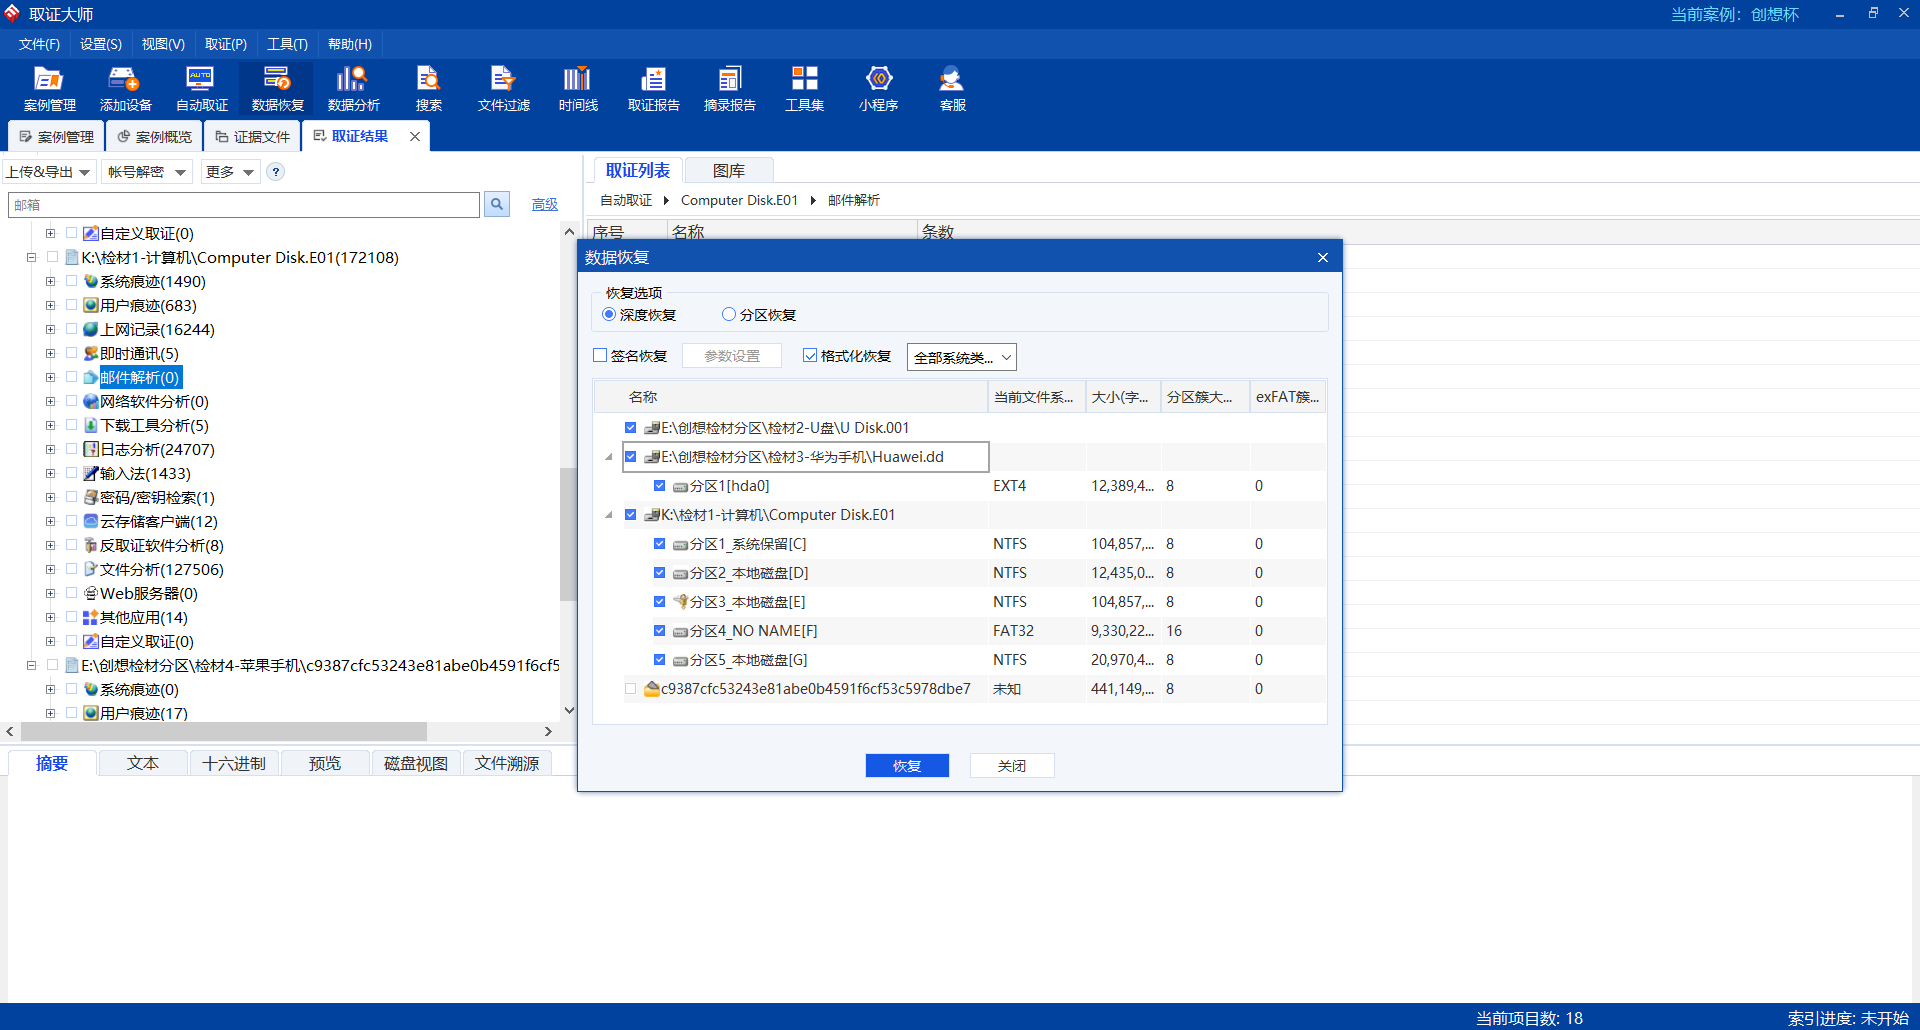 取证大师
当前案例：创想杯
文件(F) 设置(S) 视图(V) 取证(P) 工具(T) 帮助(H)
AUTO
案例管理 添加设备 自动取证 数据恢复 数据分析 搜索 文件过滤 时间线 取证报告 摘录报告 工具集 小程序 客服
案例管理 案例概览 证据文件 取证结果
上传&导出 帐号解密 更多 ?
邮箱 高级
自定义取证(0)
K:\检材1-计算机\Computer Disk.E01(172108)
系统痕迹(1490)
用户痕迹(683)
上网记录(16244)
即时通讯(5)
邮件解析(0)
网络软件分析(0)
下载工具分析(5)
日志分析(24707)
输入法(1433)
密码/密钥检索(1)
云存储客户端(12)
反取证软件分析(8)
文件分析(127506)
Web服务器(0)
其他应用(14)
自定义取证(0)
E:\创想检材分区\检材4-苹果手机\c9387cfc53243e81abe0b4591f6cf5
系统痕迹(0)
用户痕迹(17)
取证列表 图库
自动取证 Computer Disk.E01 邮件解析
序号 名称 条数
数据恢复
恢复选项
深度恢复 分区恢复
签名恢复 参数设置 格式化恢复 全部系统类...
名称 当前文件系... 大小(字... 分区簇大... exFAT簇...
E:\创想检材分区\检材2-U盘\U Disk.001
E:\创想检材分区\检材3-华为手机\Huawei.dd
分区1[hda0] EXT4 12,389,4... 8 0
K:\检材1-计算机\Computer Disk.E01
分区1_系统保留[C] NTFS 104,857,... 8 0
分区2_本地磁盘[D] NTFS 12,435,0... 8 0
分区3_本地磁盘[E] NTFS 104,857,... 8 0
分区4_NO NAME[F] FAT32 9,330,22... 16 0
分区5_本地磁盘[G] NTFS 20,970,4... 8 0
c9387cfc53243e81abe0b4591f6cf53c5978dbe7 未知 441,149,... 8 0
恢复 关闭
摘要 文本 十六进制 预览 磁盘视图 文件溯源
当前项目数: 18 索引进度: 未开始